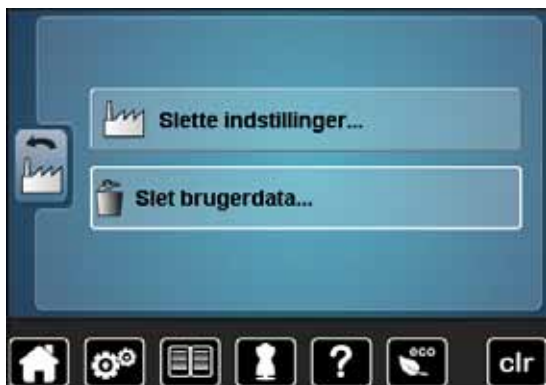 Slette indstillinger...
Slet brugerdata...
?
eco
clr